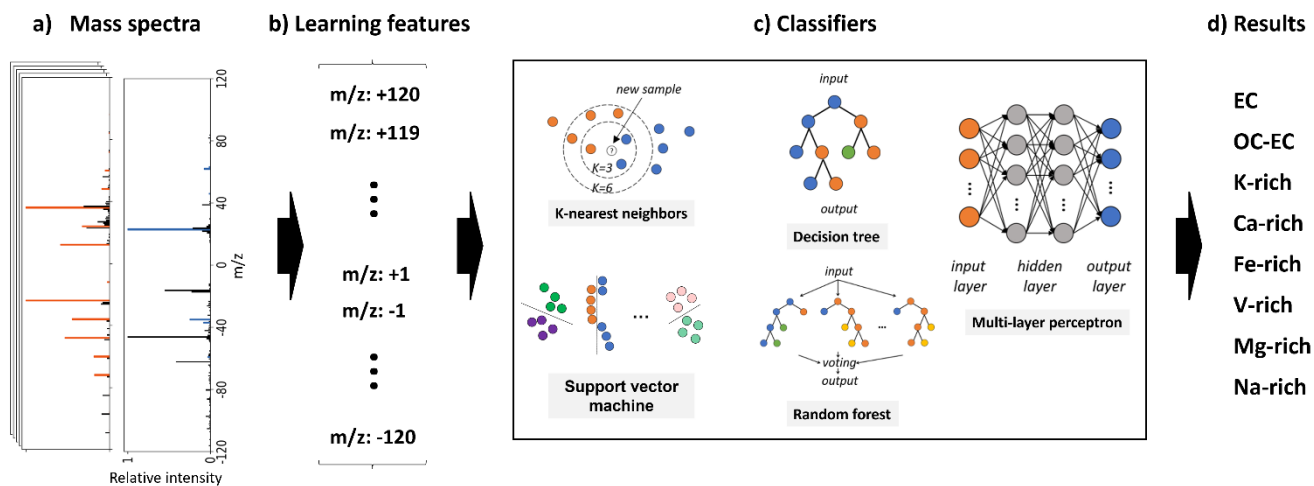 a) Mass spectra
120
80
40
0
-40
-80
-120
m/z
1
0
Relative intensity
b) Learning features
m/z: +120
m/z: +119
m/z: +1
m/z: -1
m/z: -120
c) Classifiers
new sample
?
K=3
K=6
K-nearest neighbors
input
output
Decision tree
input
layer
hidden
layer
output
layer
Multi-layer perceptron
...
Support vector
machine
input
...
voting
output
Random forest
d) Results
EC
OC-EC
K-rich
Ca-rich
Fe-rich
V-rich
Mg-rich
Na-rich